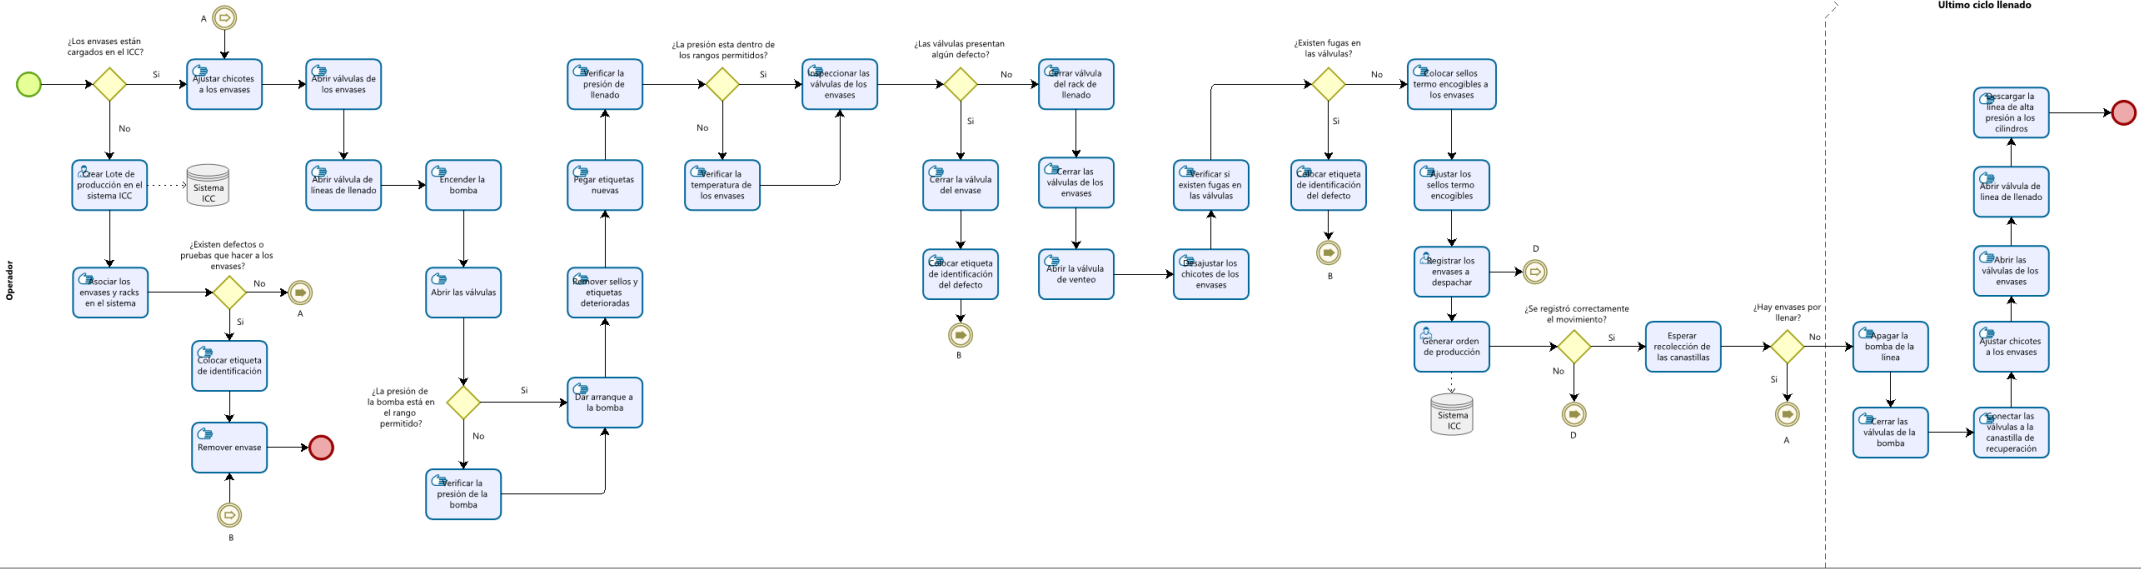 Ultimo ciclo llenado
Operador
A
¿Los envases están
cargados en el ICC?
Si
No
Ajustar chicotes
a los envases
Abrir válvulas de
los envases
Crear Lote de
producción en el
sistema ICC
Sistema
ICC
Abrir válvula de
líneas de llenado
Encender la
bomba
Asociar los
envases y racks
en el sistema
¿Existen defectos o
pruebas que hacer a los
envases?
No
A
Si
Colocar etiqueta
de identificación
Remover envase
B
Abrir las válvulas
¿La presión de
la bomba está en
el rango
permitido?
Si
No
Verificar la
presión de la
bomba
Dar arranque a
la bomba
Remover sellos y
etiquetas
deterioradas
Pegar etiquetas
nuevas
Verificar la
presión de
llenado
¿La presión esta dentro de
los rangos permitidos?
Si
No
Verificar la
temperatura de
los envases
Inspeccionar las
válvulas de los
envases
¿Las válvulas presentan
algún defecto?
No
Si
Cerrar la válvula
del envase
Colocar etiqueta
de identificación
del defecto
B
Cerrar válvula
del rack de
llenado
Cerrar las
válvulas de los
envases
Abrir la válvula
de venteo
Desajustar los
chicotes de los
envases
Verificar si
existen fugas en
las válvulas
¿Existen fugas en
las válvulas?
No
Si
Colocar etiqueta
de identificación
del defecto
B
Colocar sellos
termo encogibles a
los envases
Ajustar los
sellos termo
encogibles
Registrar los
envases a
despachar
D
Generar orden
de producción
Sistema
ICC
¿Se registró correctamente
el movimiento?
Si
No
D
Esperar
recolección de
las canastillas
¿Hay envases por
llenar?
No
Si
A
Apagar la
bomba de la
línea
Cerrar las
válvulas de la
bomba
Conectar las
válvulas a la
canastilla de
recuperación
Ajustar chicotes
a los envases
Abrir las
válvulas de los
envases
Abrir válvula de
linea de llenado
Descargar la
línea de alta
presión a los
cilindros